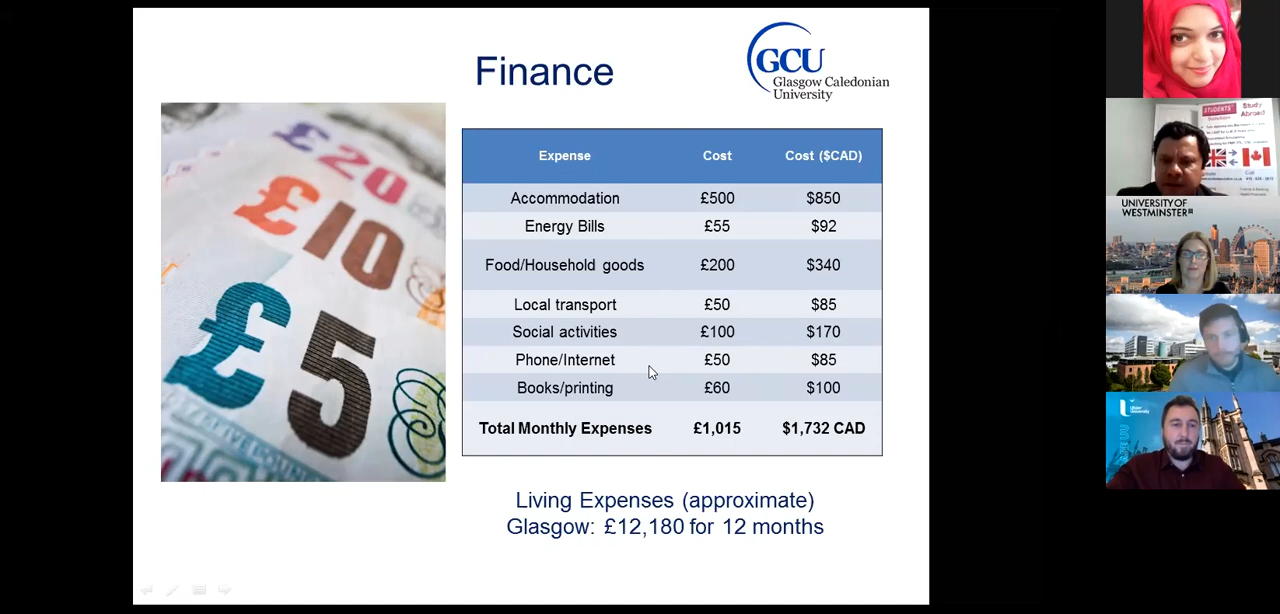 Finance
GCU
Glasgow Caledonian
University
£20
£10
£5
Expense Cost Cost ($CAD)
Accommodation £500 $850
Energy Bills £55 $92
Food/Household goods £200 $340
Local transport £50 $85
Social activities £100 $170
Phone/Internet £50 $85
Books/printing £60 $100
Total Monthly Expenses £1,015 $1,732 CAD
Living Expenses (approximate)
Glasgow: £12,180 for 12 months
STUDENTS'
Study
Abroad
Call
UNIVERSITY OF
WESTMINSTER
Ulster
University